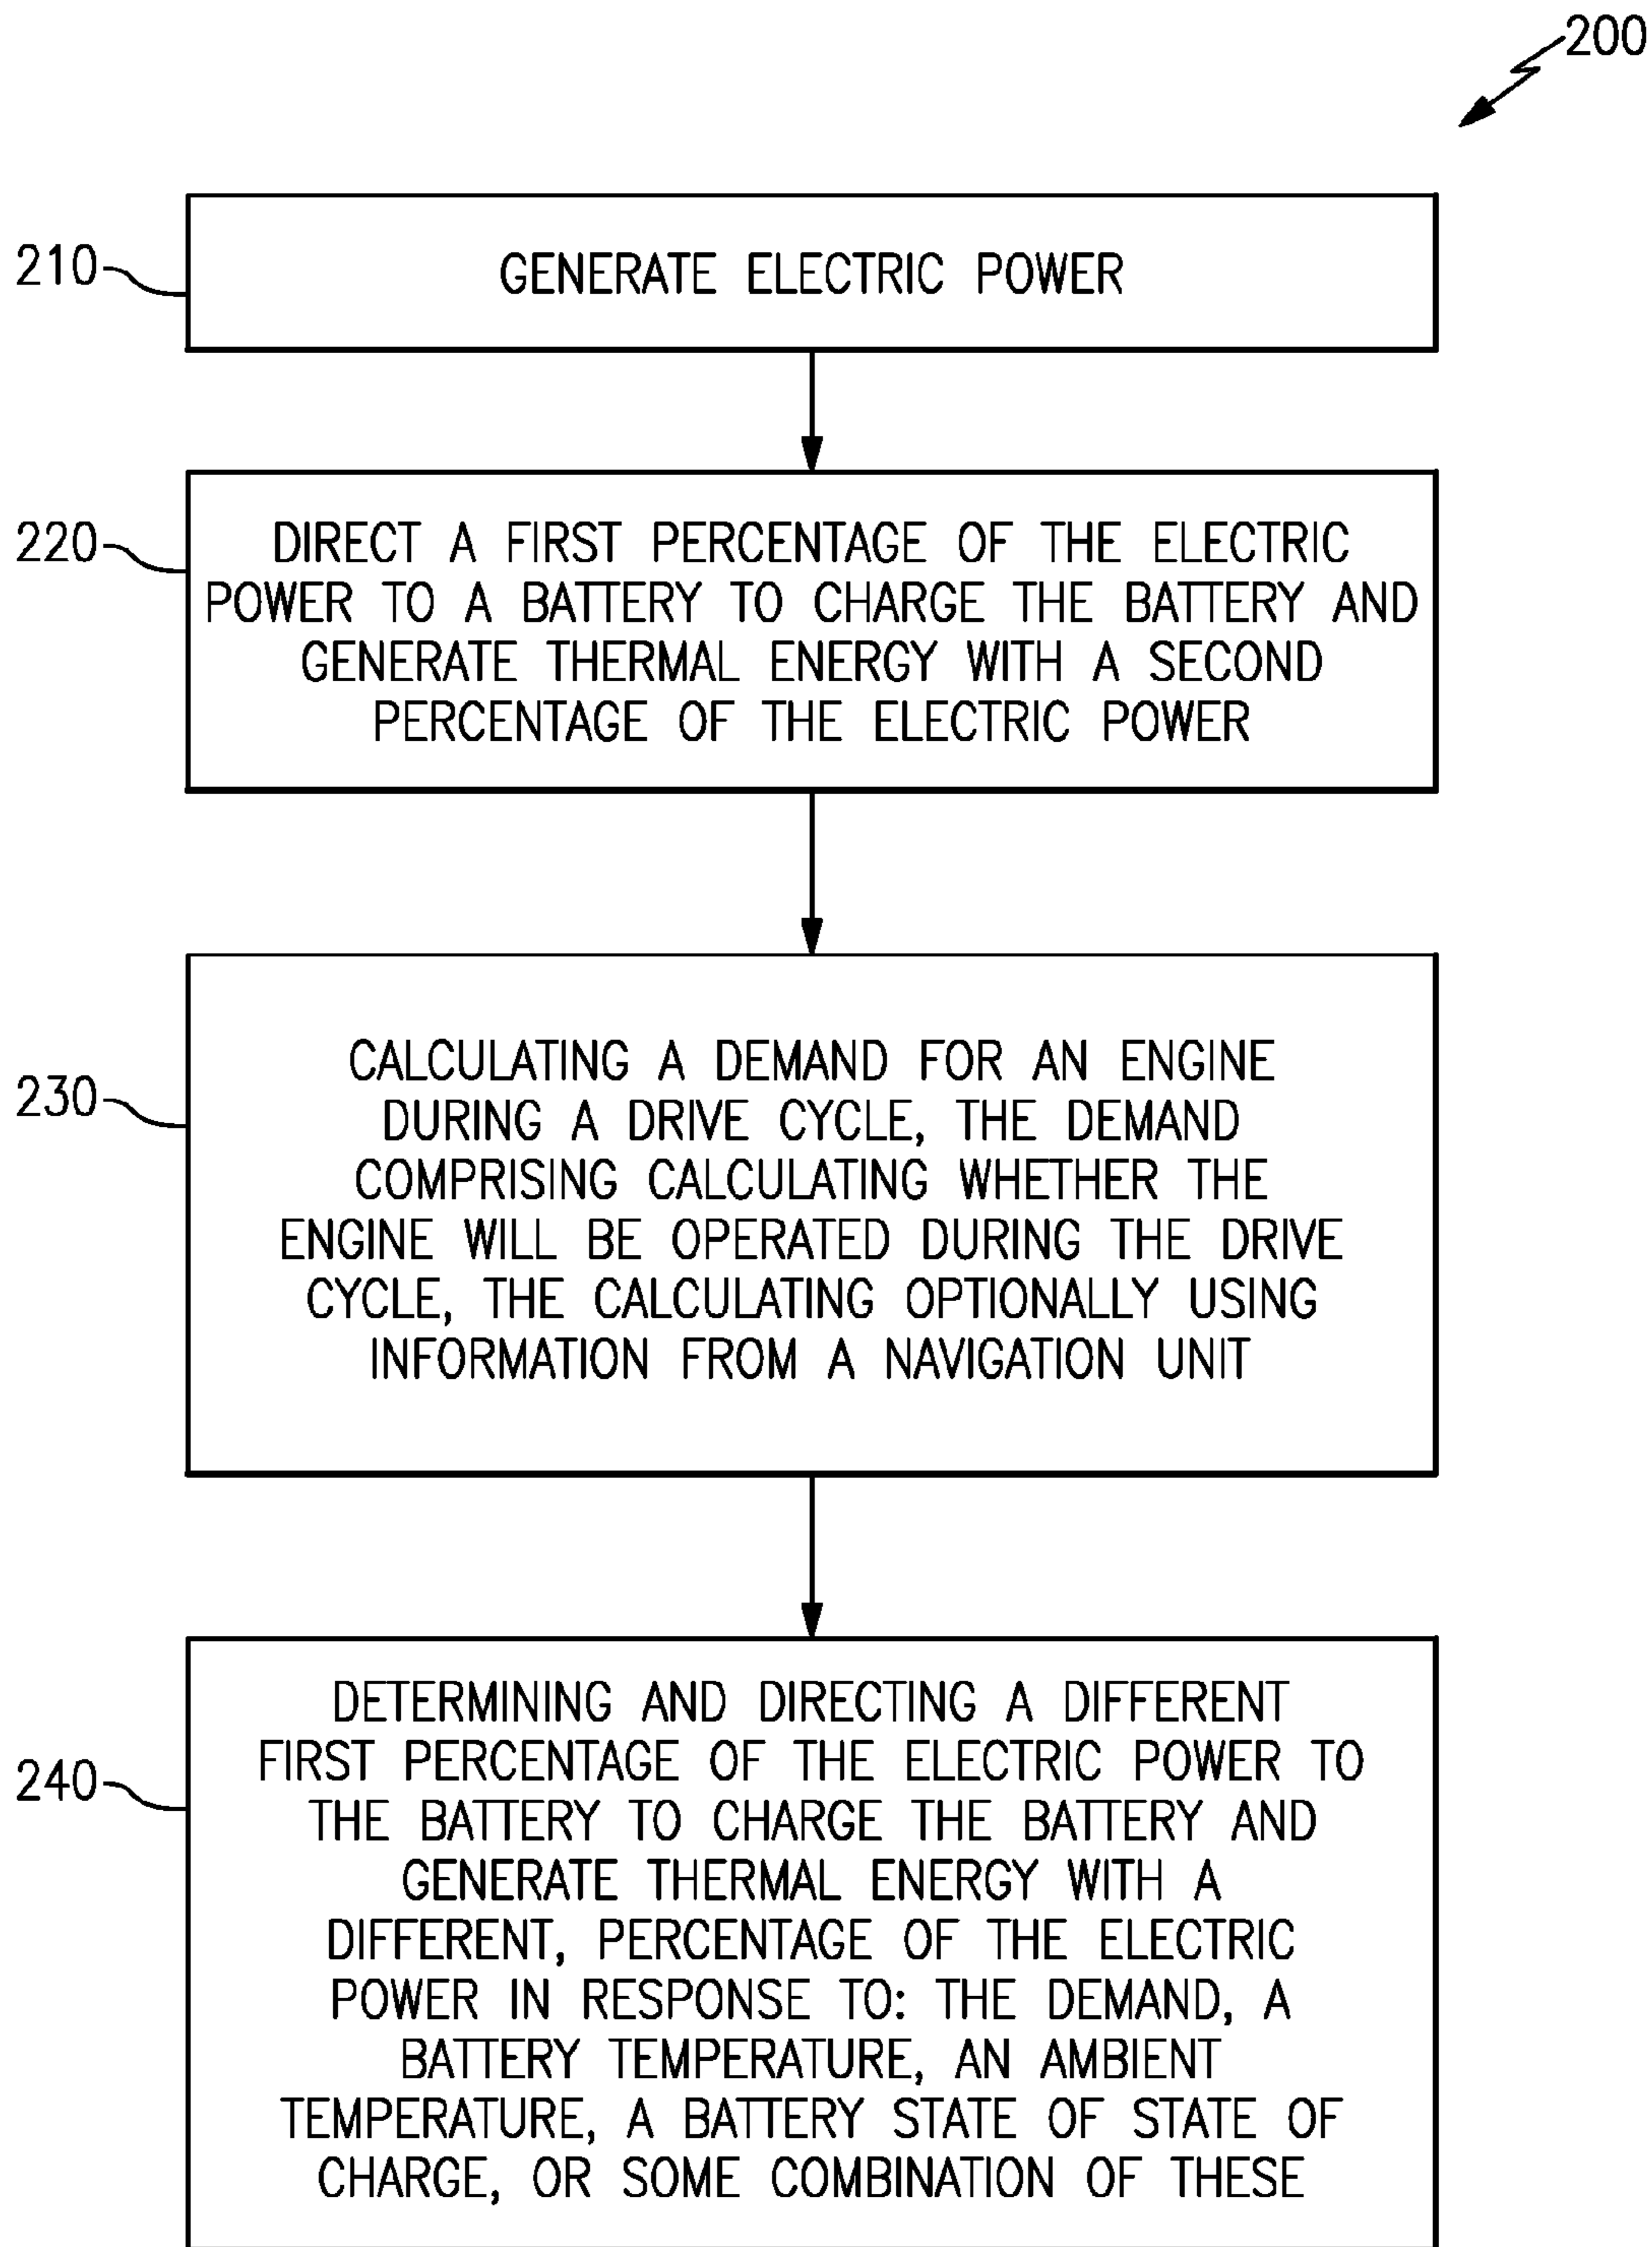 200
210
GENERATE ELECTRIC POWER
220
DIRECT A FIRST PERCENTAGE OF THE ELECTRIC
POWER TO A BATTERY TO CHARGE THE BATTERY AND
GENERATE THERMAL ENERGY WITH A SECOND
PERCENTAGE OF THE ELECTRIC POWER
230
CALCULATING A DEMAND FOR AN ENGINE
DURING A DRIVE CYCLE, THE DEMAND
COMPRISING CALCULATING WHETHER THE
ENGINE WILL BE OPERATED DURING THE DRIVE
CYCLE, THE CALCULATING OPTIONALLY USING
INFORMATION FROM A NAVIGATION UNIT
240
DETERMINING AND DIRECTING A DIFFERENT
FIRST PERCENTAGE OF THE ELECTRIC POWER TO
THE BATTERY TO CHARGE THE BATTERY AND
GENERATE THERMAL ENERGY WITH A
DIFFERENT, PERCENTAGE OF THE ELECTRIC
POWER IN RESPONSE TO: THE DEMAND, A
BATTERY TEMPERATURE, AN AMBIENT
TEMPERATURE, A BATTERY STATE OF STATE OF
CHARGE, OR SOME COMBINATION OF THESE